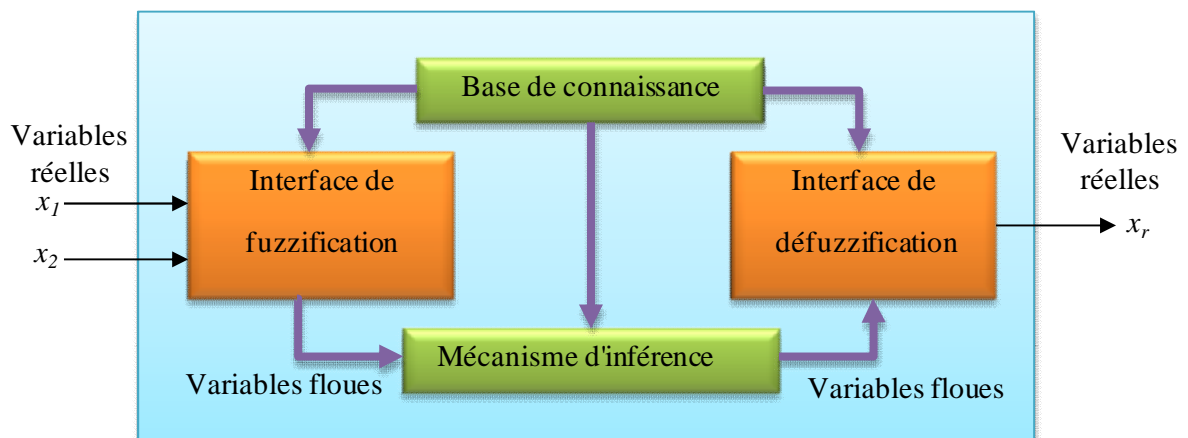 Base de connaissance
Variables
réelles
x1
x2
Interface de
fuzzification
Interface de
défuzzification
Variables
réelles
xr
Mécanisme d'inférence
Variables floues
Variables floues